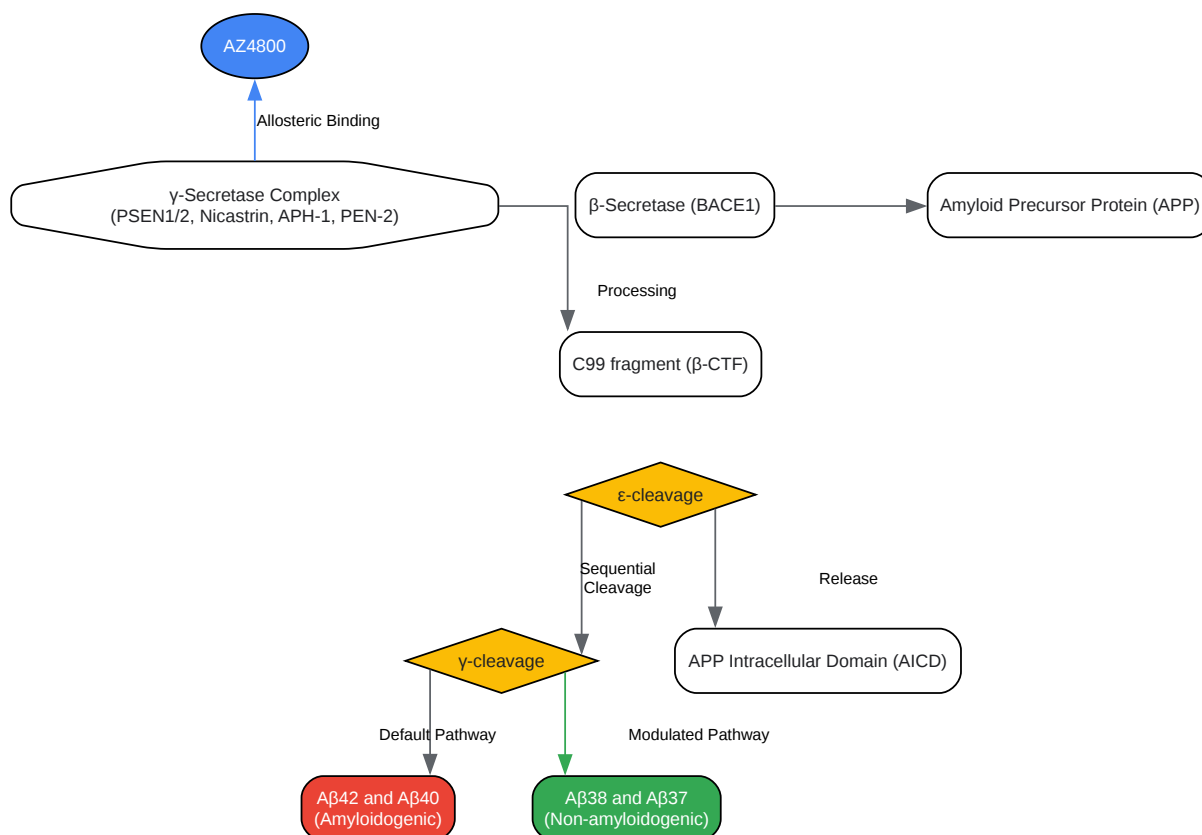 AZ4800
Allosteric Binding
γ-Secretase Complex
(PSEN1/2, Nicastrin, APH-1, PEN-2)
β-Secretase (BACE1)
Amyloid Precursor Protein (APP)
Processing
C99 fragment (β-CTF)
ε-cleavage
Sequential
Cleavage
Release
γ-cleavage
APP Intracellular Domain (AICD)
Default Pathway
Modulated Pathway
Aβ42 and Aβ40
(Amyloidogenic)
Aβ38 and Aβ37
(Non-amyloidogenic)